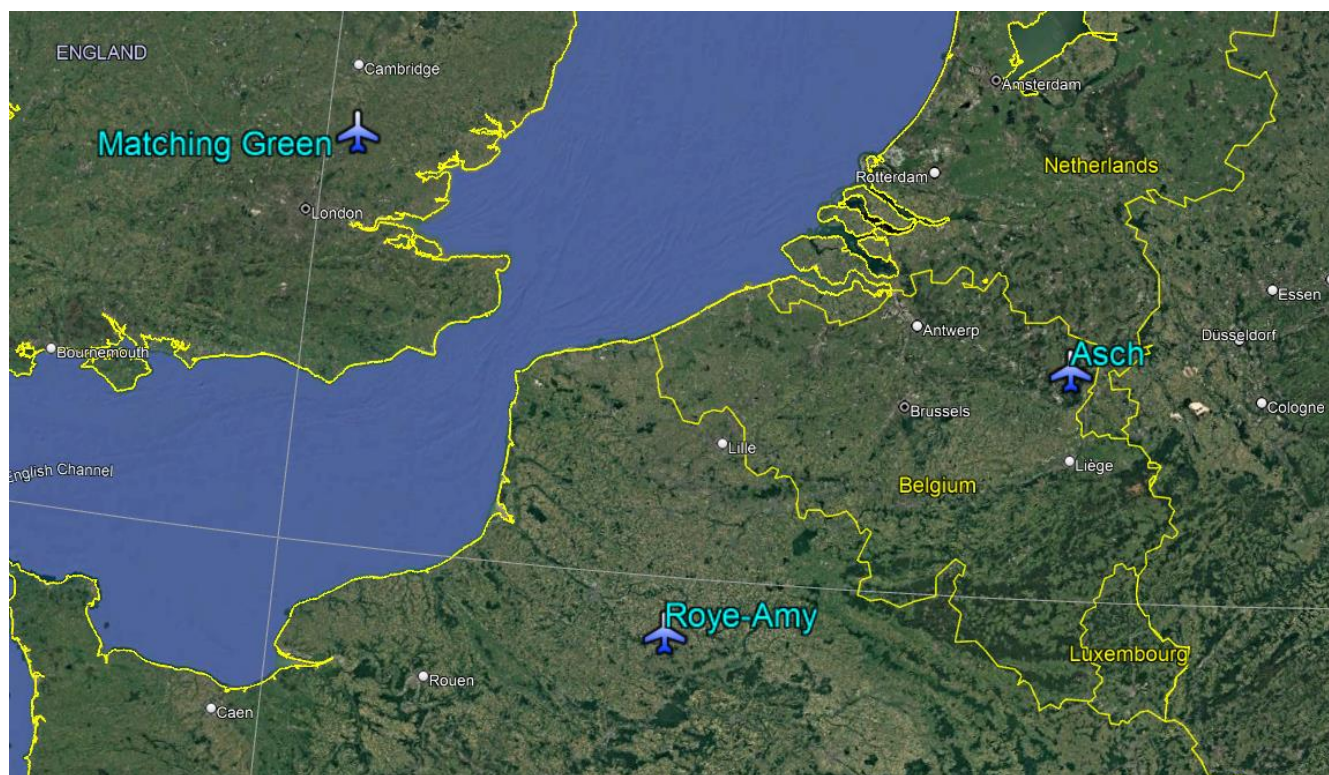 ENGLAND
Cambridge
Amsterdam
Matching Green
Netherlands
Rotterdam
London
Essen
Antwerp
Düsseldorf
Bournemouth
Asch
Cologne
Brussels
Lille
Liège
English Channel
Belgium
Roye-Amy
Luxembourg
Rouen
Caen